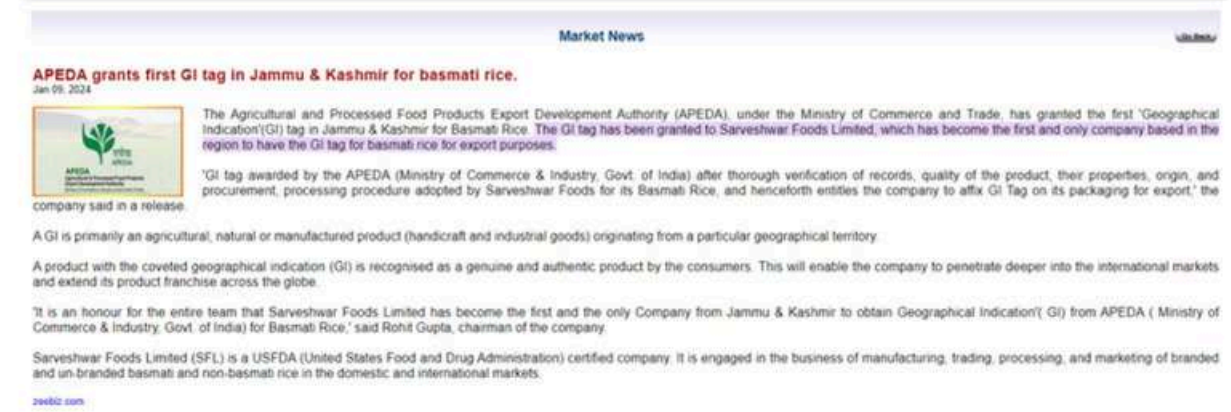 Market News
Go Back
APEDA grants first GI tag in Jammu & Kashmir for basmati rice.
Jan 09, 2024
The Agricultural and Processed Food Products Export Development Authority (APEDA), under the Ministry of Commerce and Trade, has granted the first 'Geographical
Indication'(GI) tag in Jammu & Kashmir for Basmati Rice. The GI tag has been granted to Sarveshwar Foods Limited, which has become the first and only company based in the
region to have the GI tag for basmati rice for export purposes.
एपीडा
APEDA
APEDA
'GI tag awarded by the APEDA (Ministry of Commerce & Industry, Govt. of India) after thorough verification of records, quality of the product, their properties, origin, and
procurement, processing procedure adopted by Sarveshwar Foods for its Basmati Rice, and henceforth entitles the company to affix GI Tag on its packaging for export,' the
company said in a release.
A GI is primarily an agricultural, natural or manufactured product (handicraft and industrial goods) originating from a particular geographical territory.
A product with the coveted geographical indication (GI) is recognised as a genuine and authentic product by the consumers. This will enable the company to penetrate deeper into the international markets
and extend its product franchise across the globe.
'It is an honour for the entire team that Sarveshwar Foods Limited has become the first and the only Company from Jammu & Kashmir to obtain Geographical Indication'( GI) from APEDA ( Ministry of
Commerce & Industry, Govt. of India) for Basmati Rice,' said Rohit Gupta, chairman of the company.
Sarveshwar Foods Limited (SFL) is a USFDA (United States Food and Drug Administration) certified company. It is engaged in the business of manufacturing, trading, processing, and marketing of branded
and un-branded basmati and non-basmati rice in the domestic and international markets.
zeebiz.com